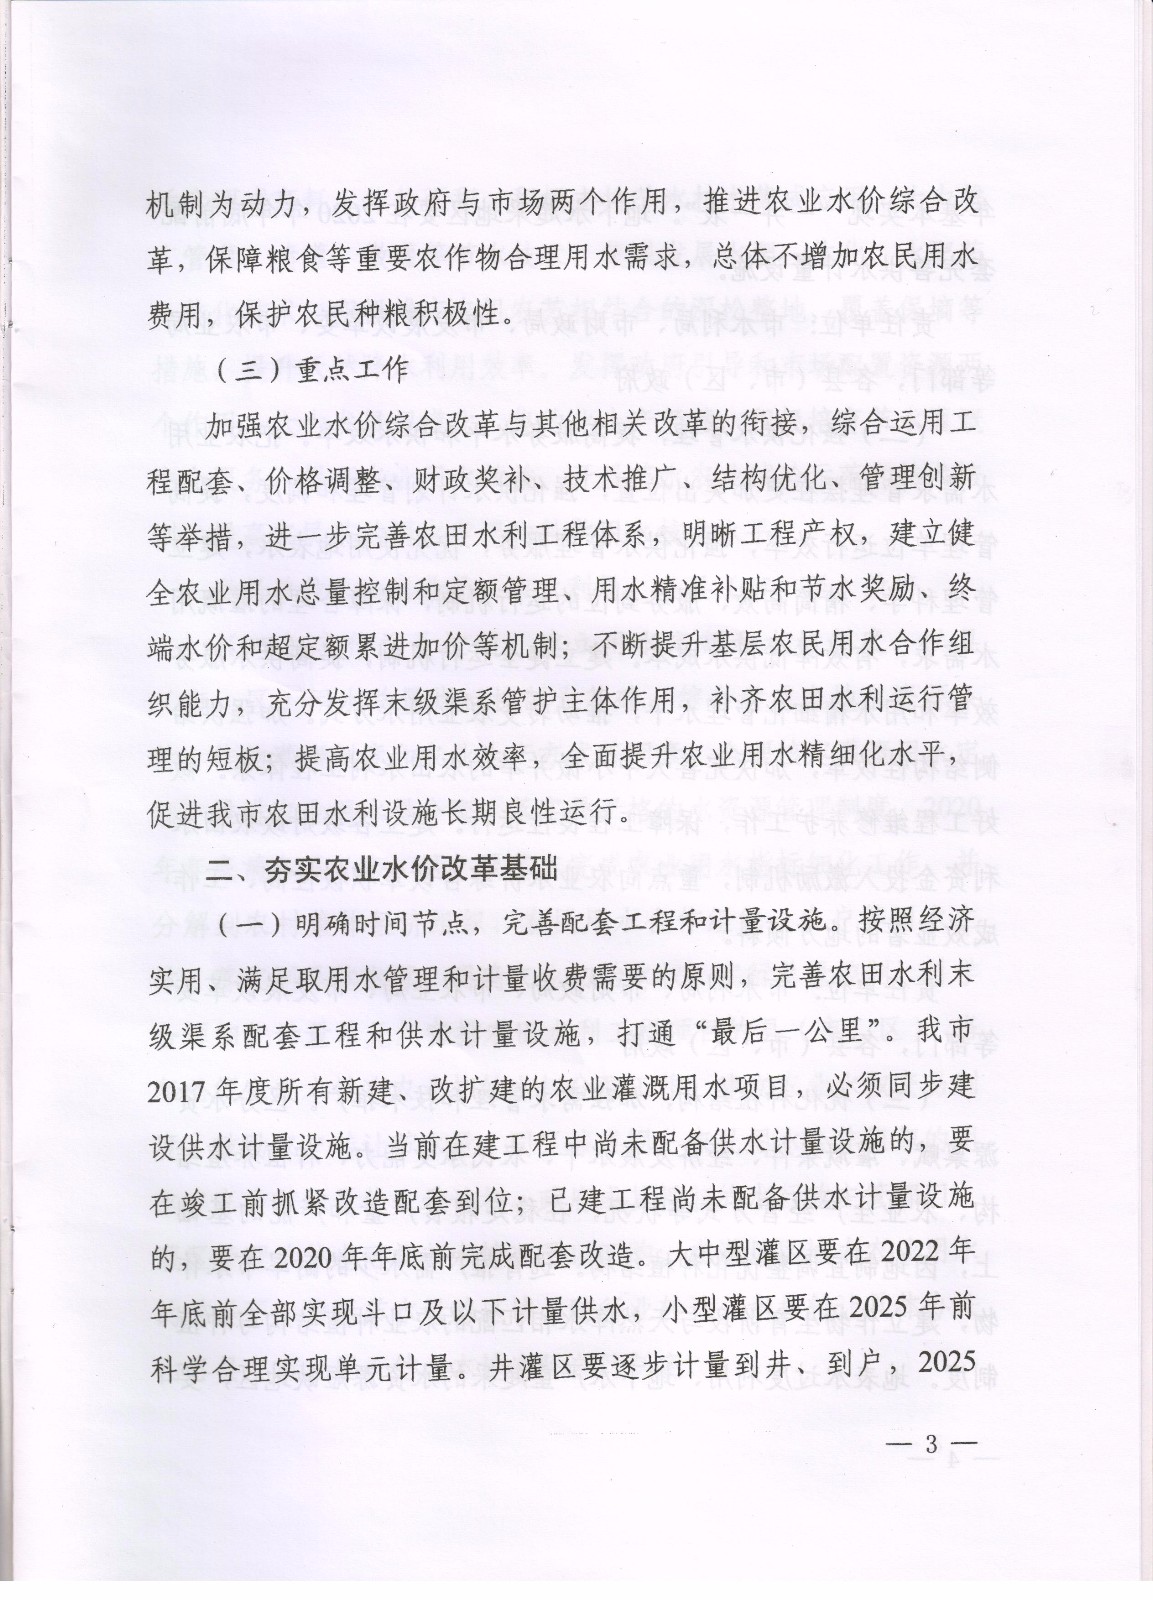 机制为动力，发挥政府与市场两个作用，推进农业水价综合改
革，保障粮食等重要农作物合理用水需求，总体不增加农民用水
费用，保护农民种粮积极性。
（三）重点工作
加强农业水价综合改革与其他相关改革的衔接，综合运用工
程配套、价格调整、财政奖补、技术推广、结构优化、管理创新
等举措，进一步完善农田水利工程体系，明晰工程产权，建立健
全农业用水总量控制和定额管理、用水精准补贴和节水奖励、终
端水价和超定额累进加价等机制；不断提升基层农民用水合作组
织能力，充分发挥末级渠系管护主体作用，补齐农田水利运行管
理的短板；提高农业用水效率，全面提升农业用水精细化水平，
促进我市农田水利设施长期良性运行。
二、夯实农业水价改革基础
（一）明确时间节点，完善配套工程和计量设施。按照经济
实用、满足取用水管理和计量收费需要的原则，完善农田水利末
级渠系配套工程和供水计量设施，打通“最后一公里”。我市
2017 年度所有新建、改扩建的农业灌溉用水项目，必须同步建
设供水计量设施。当前在建工程中尚未配备供水计量设施的，要
在竣工前抓紧改造配套到位；已建工程尚未配备供水计量设施
的，要在 2020 年年底前完成配套改造。大中型灌区要在 2022 年
年底前全部实现斗口及以下计量供水，小型灌区要在 2025 年前
科学合理实现单元计量。井灌区要逐步计量到井、到户，2025
— 3 —